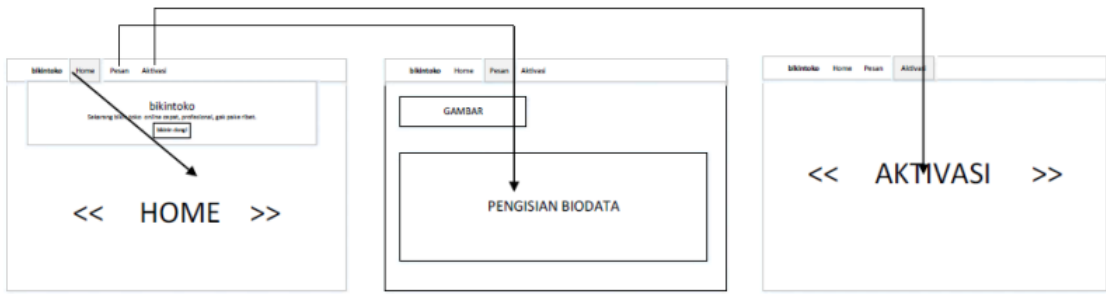 bikintoko Home Pesan Aktivasi
bikintoko
Sekarang bikin toko online cepat, profesional, gak pake ribet.
<< HOME >>
bikintoko Home Pesan Aktivasi
GAMBAR
PENGISIAN BIODATA
bikintoko Home Pesan Aktivasi
<< AKTIVASI >>